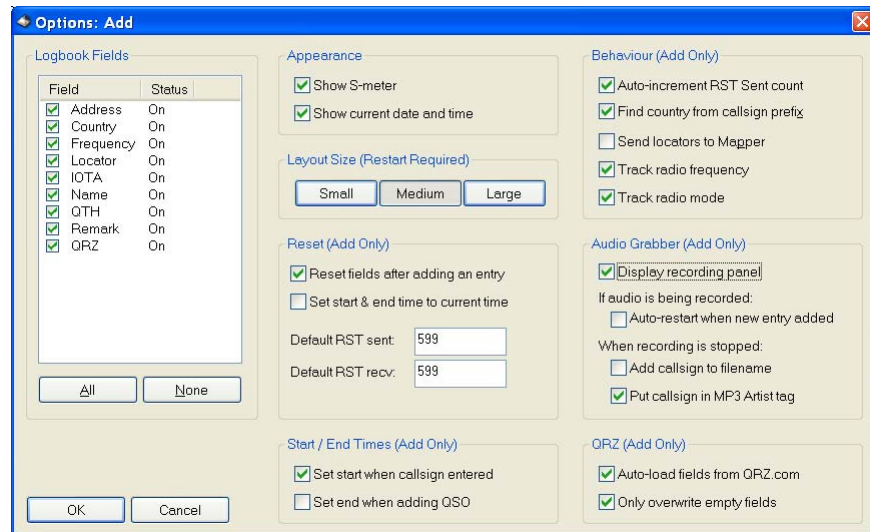 Options: Add
Logbook Fields
Field Status
Address On
Country On
Frequency On
Locator On
IOTA On
Name On
QTH On
Remark On
QRZ On
All None
OK Cancel
Appearance
Show S-meter
Show current date and time
Layout Size (Restart Required)
Small Medium Large
Reset (Add Only)
Reset fields after adding an entry
Set start & end time to current time
Default RST sent: 599
Default RST recv: 599
Start / End Times (Add Only)
Set start when callsign entered
Set end when adding QSO
Behaviour (Add Only)
Auto-increment RST Sent count
Find country from callsign prefix
Send locators to Mapper
Track radio frequency
Track radio mode
Audio Grabber (Add Only)
Display recording panel
If audio is being recorded:
Auto-restart when new entry added
When recording is stopped:
Add callsign to filename
Put callsign in MP3 Artist tag
QRZ (Add Only)
Auto-load fields from QRZ.com
Only overwrite empty fields